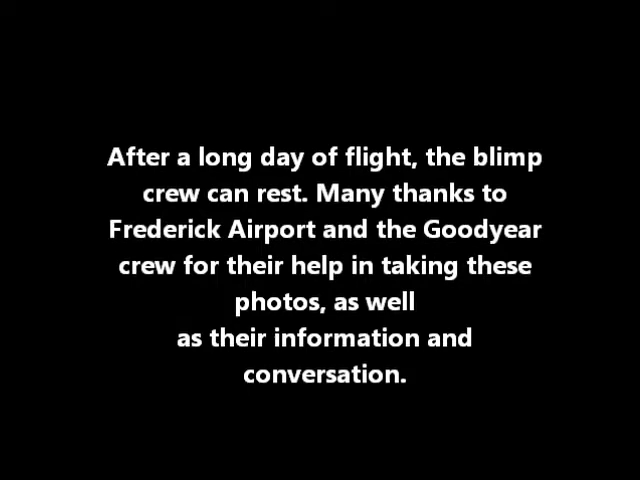 After a long day of flight, the blimp
crew can rest. Many thanks to
Frederick Airport and the Goodyear
crew for their help in taking these
photos, as well
as their information and
conversation.